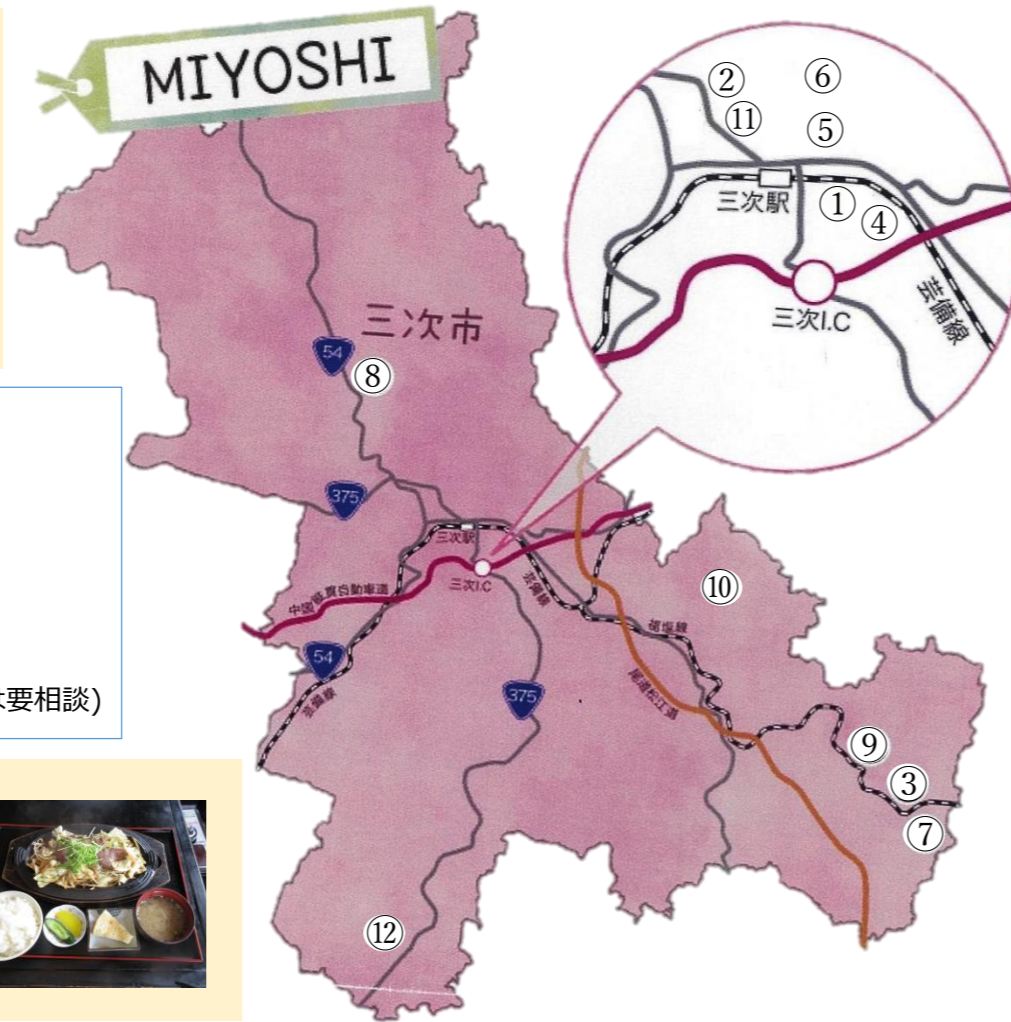 MIYOSHI
②
⑥
⑪
⑤
三次駅
①
④
三次I.C
芸備線
三次市
54
⑧
375
三次駅
三次I.C
芸備線
中国縦貫自動車道
⑩
福塩線
54
芸備線
375
尾道松江道
は要相談)
⑨
③
⑦
⑫